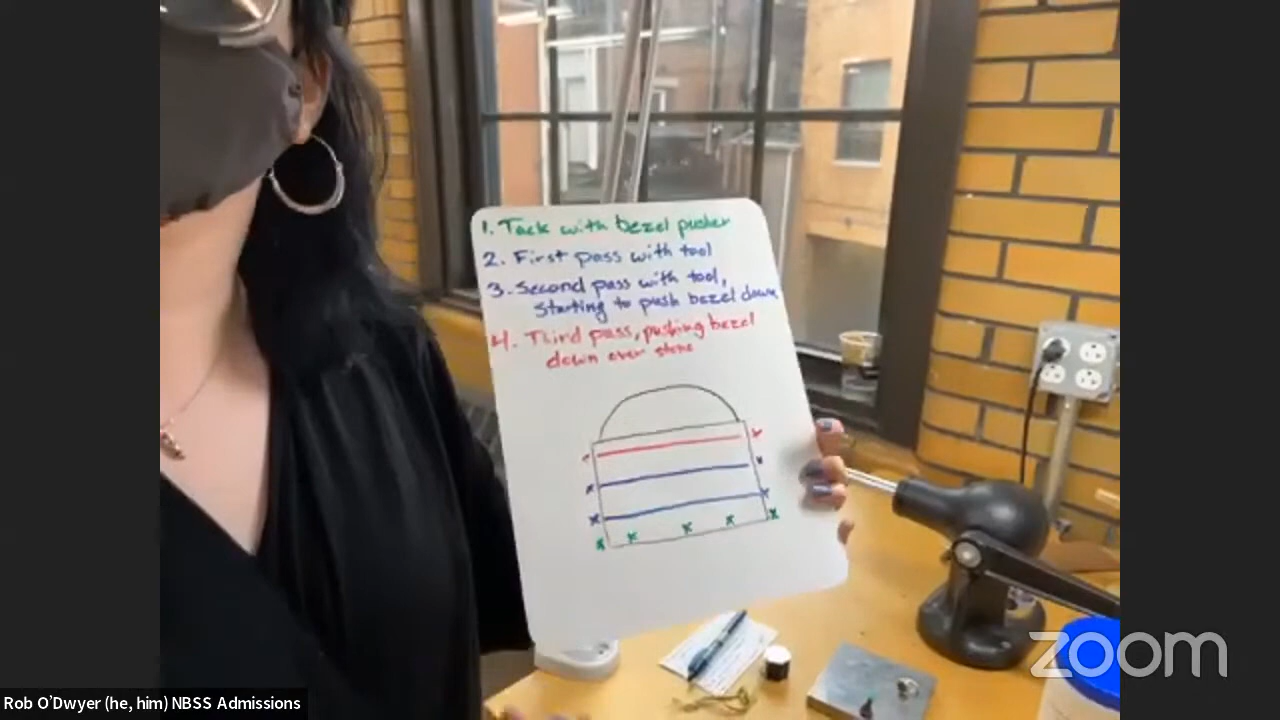 1. Tack with bezel pusher
2. First pass with tool
3. Second pass with tool,
starting to push bezel down
4. Third pass, pushing bezel
down over stone
zoom
Rob O'Dwyer (he, him) NBSS Admissions